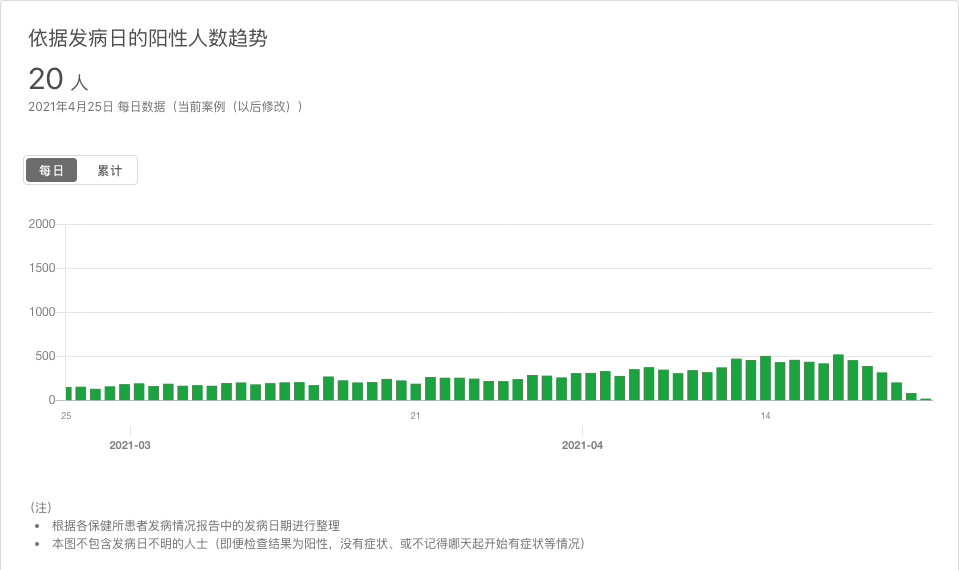 依据发病日的阳性人数趋势
20 人
2021年4月25日 每日数据（当前案例（以后修改））
每日 累计
2000
1500
1000
500
0
25 21 14
2021-03 2021-04
（注）
• 根据各保健所患者发病情况报告中的发病日期进行整理
• 本图不包含发病日不明的人士（即便检查结果为阳性，没有症状、或不记得哪天起开始有症状等情况）